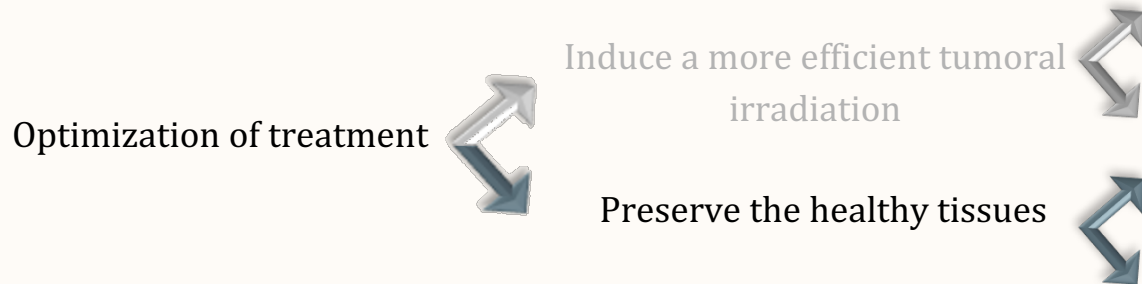 Induce a more efficient tumoral
irradiation
Optimization of treatment
Preserve the healthy tissues